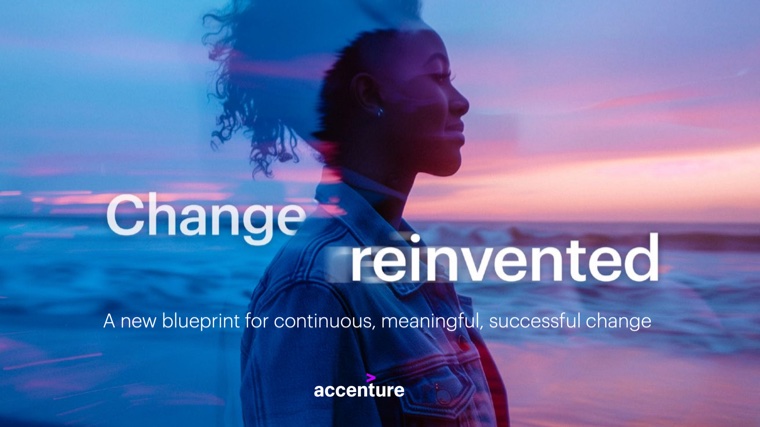 Change
reinvented
A new blueprint for continuous, meaningful, successful change
accenture